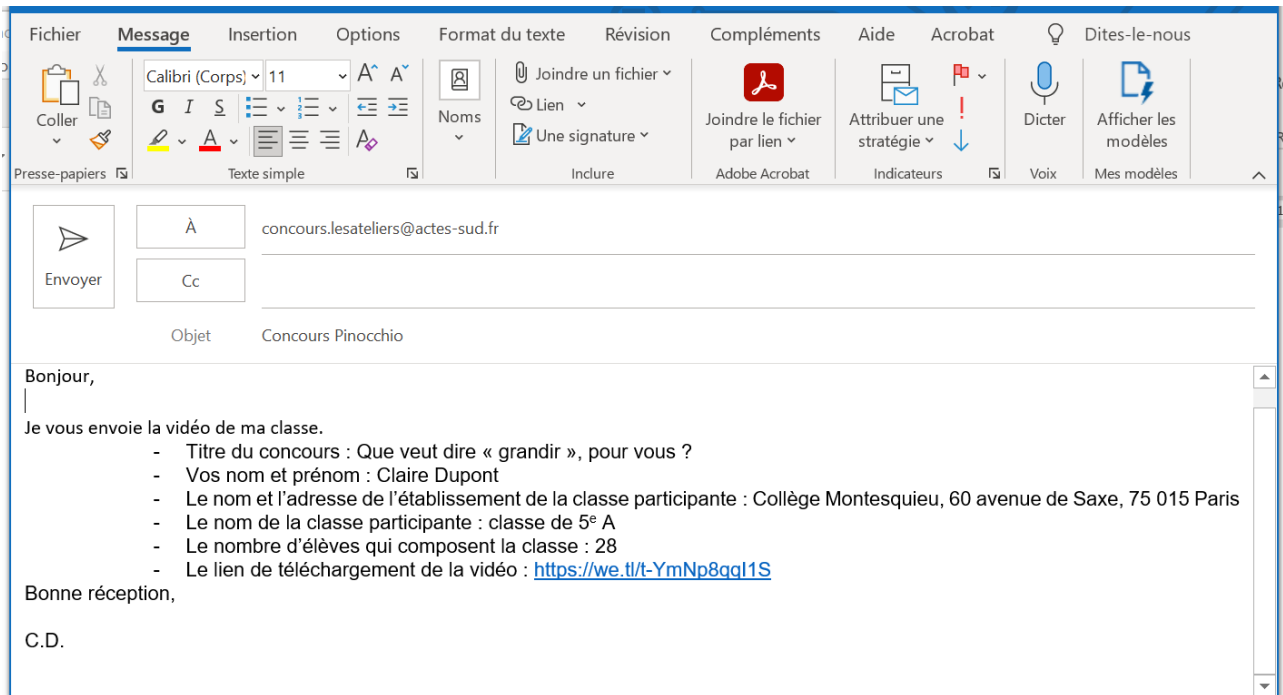 Fichier Message Insertion Options Format du texte Révision Compléments Aide Acrobat Dites-le-nous
Coller
Presse-papiers
Calibri (Corps) 11
G I S
Texte simple
Noms
Joindre un fichier
Lien
Une signature
Inclure
Joindre le fichier
par lien
Adobe Acrobat
Attribuer une
stratégie
Indicateurs
Dicter
Voix
Afficher les
modèles
Mes modèles
Envoyer
À concours.lesateliers@actes-sud.fr
Cc
Objet Concours Pinocchio
Bonjour,
Je vous envoie la vidéo de ma classe.
- Titre du concours : Que veut dire « grandir », pour vous ?
- Vos nom et prénom : Claire Dupont
- Le nom et l’adresse de l’établissement de la classe participante : Collège Montesquieu, 60 avenue de Saxe, 75 015 Paris
- Le nom de la classe participante : classe de 5e A
- Le nombre d’élèves qui composent la classe : 28
- Le lien de téléchargement de la vidéo : https://we.tl/t-YmNp8qqI1S
Bonne réception,
C.D.